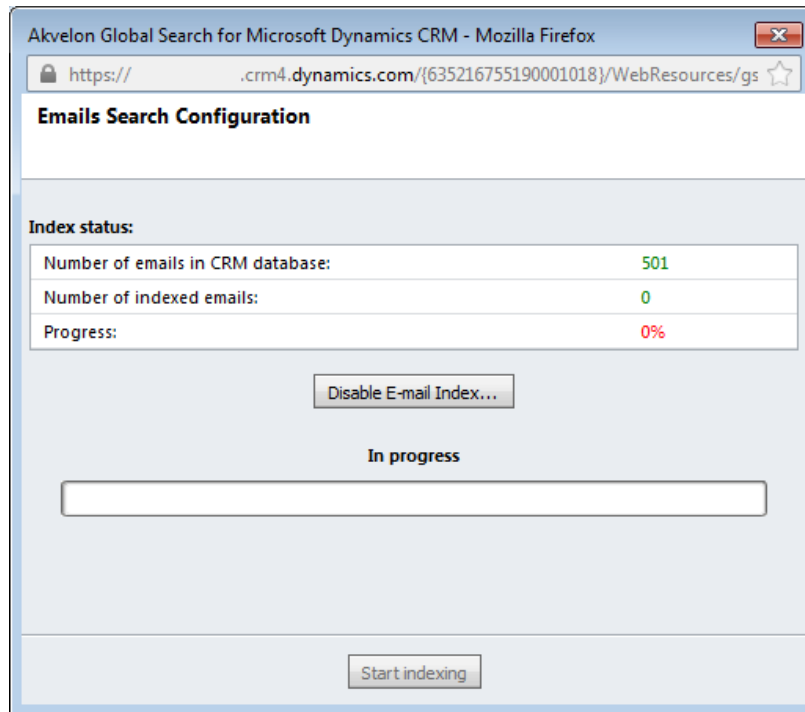 Akvelon Global Search for Microsoft Dynamics CRM - Mozilla Firefox
https:// .crm4.dynamics.com/{635216755190001018}/WebResources/gs
Emails Search Configuration
Index status:
Number of emails in CRM database: 501
Number of indexed emails: 0
Progress: 0%
Disable E-mail Index...
In progress
Start indexing